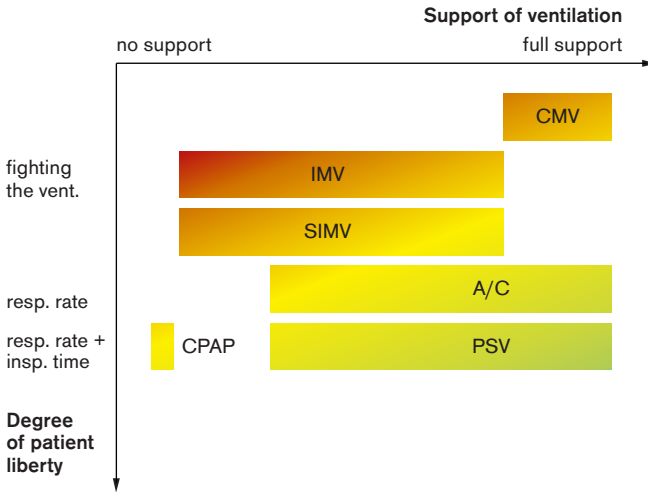 Support of ventilation
no support
full support
CMV
fighting
the vent.
IMV
SIMV
resp. rate
A/C
resp. rate +
insp. time
CPAP
PSV
Degree
of patient
liberty